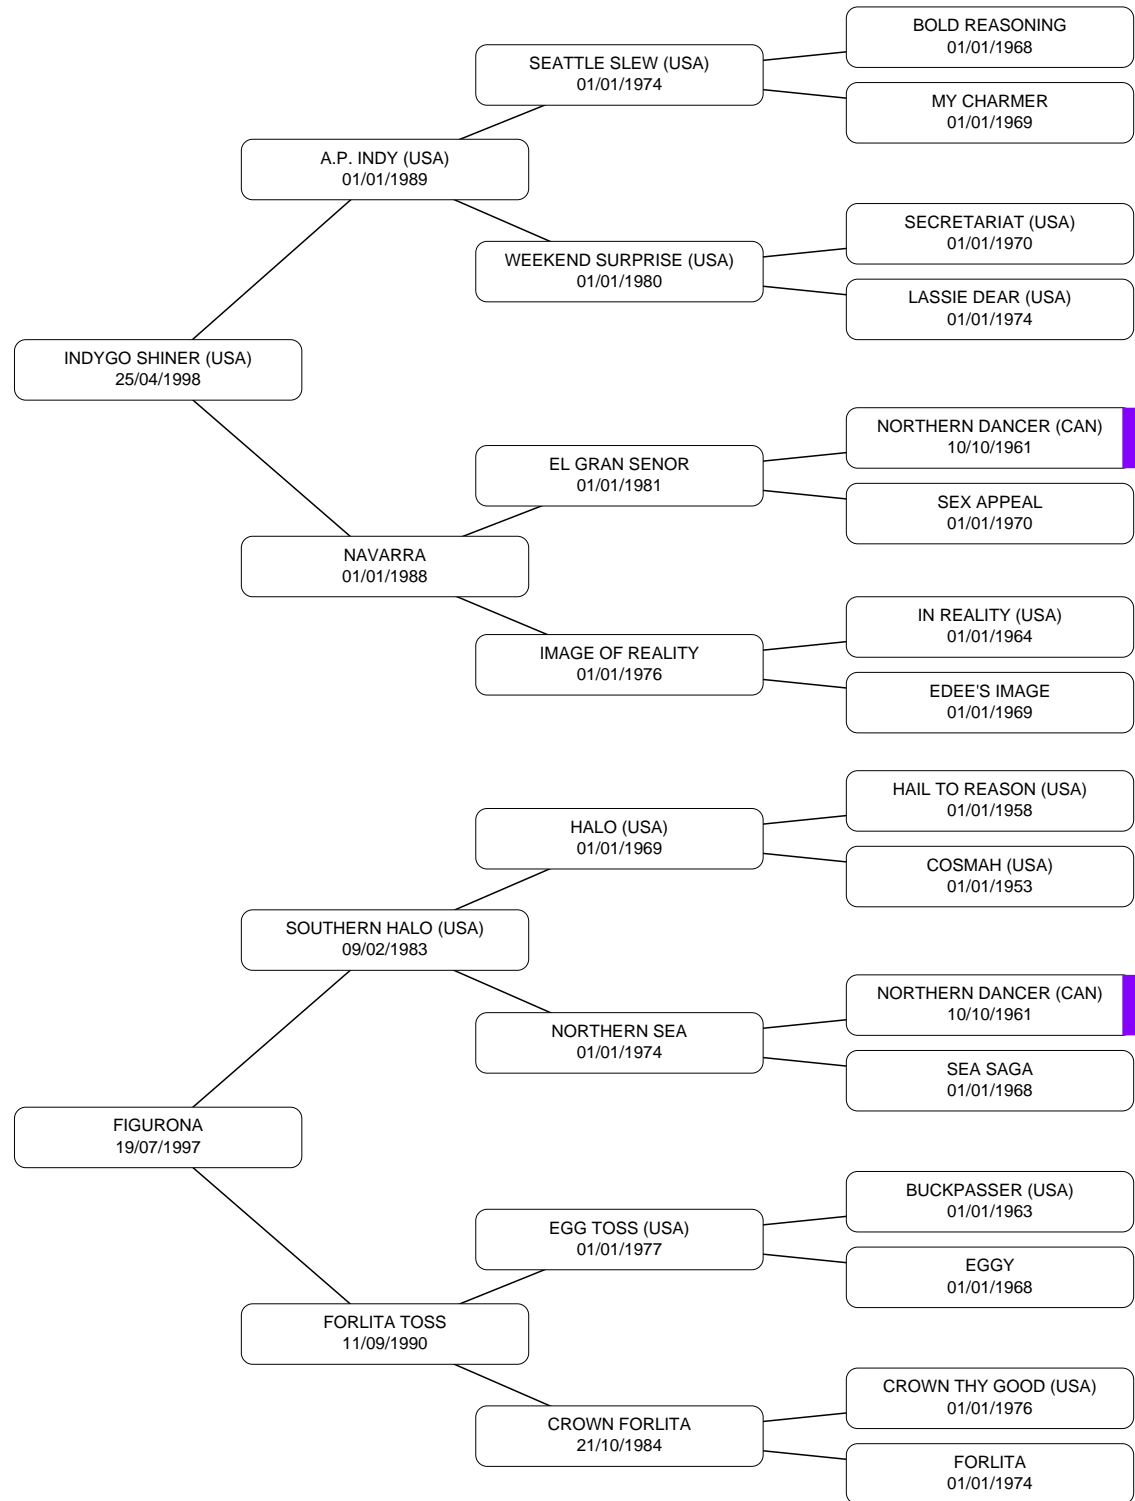 BOLD REASONING
01/01/1968
SEATTLE SLEW (USA)
01/01/1974
MY CHARMER
01/01/1969
A.P. INDY (USA)
01/01/1989
SECRETARIAT (USA)
01/01/1970
WEEKEND SURPRISE (USA)
01/01/1980
LASSIE DEAR (USA)
01/01/1974
INDYGO SHINER (USA)
25/04/1998
NORTHERN DANCER (CAN)
10/10/1961
EL GRAN SENOR
01/01/1981
SEX APPEAL
01/01/1970
NAVARRA
01/01/1988
IN REALITY (USA)
01/01/1964
IMAGE OF REALITY
01/01/1976
EDEE'S IMAGE
01/01/1969
HAIL TO REASON (USA)
01/01/1958
HALO (USA)
01/01/1969
COSMAH (USA)
01/01/1953
SOUTHERN HALO (USA)
09/02/1983
NORTHERN DANCER (CAN)
10/10/1961
NORTHERN SEA
01/01/1974
SEA SAGA
01/01/1968
FIGURONA
19/07/1997
BUCKPASSER (USA)
01/01/1963
EGG TOSS (USA)
01/01/1977
EGGY
01/01/1968
FORLITA TOSS
11/09/1990
CROWN THY GOOD (USA)
01/01/1976
CROWN FORLITA
21/10/1984
FORLITA
01/01/1974